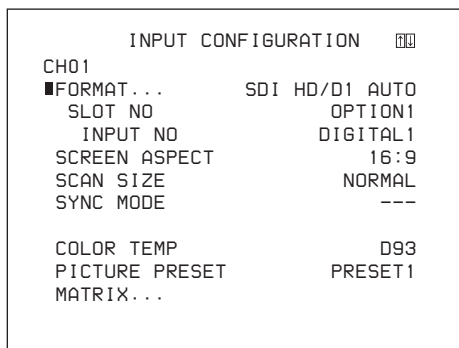 INPUT CONFIGURATION ↑↓
CH01
■FORMAT... SDI HD/D1 AUTO
SLOT NO OPTION1
INPUT NO DIGITAL1
SCREEN ASPECT 16:9
SCAN SIZE NORMAL
SYNC MODE ---
COLOR TEMP D93
PICTURE PRESET PRESET1
MATRIX...